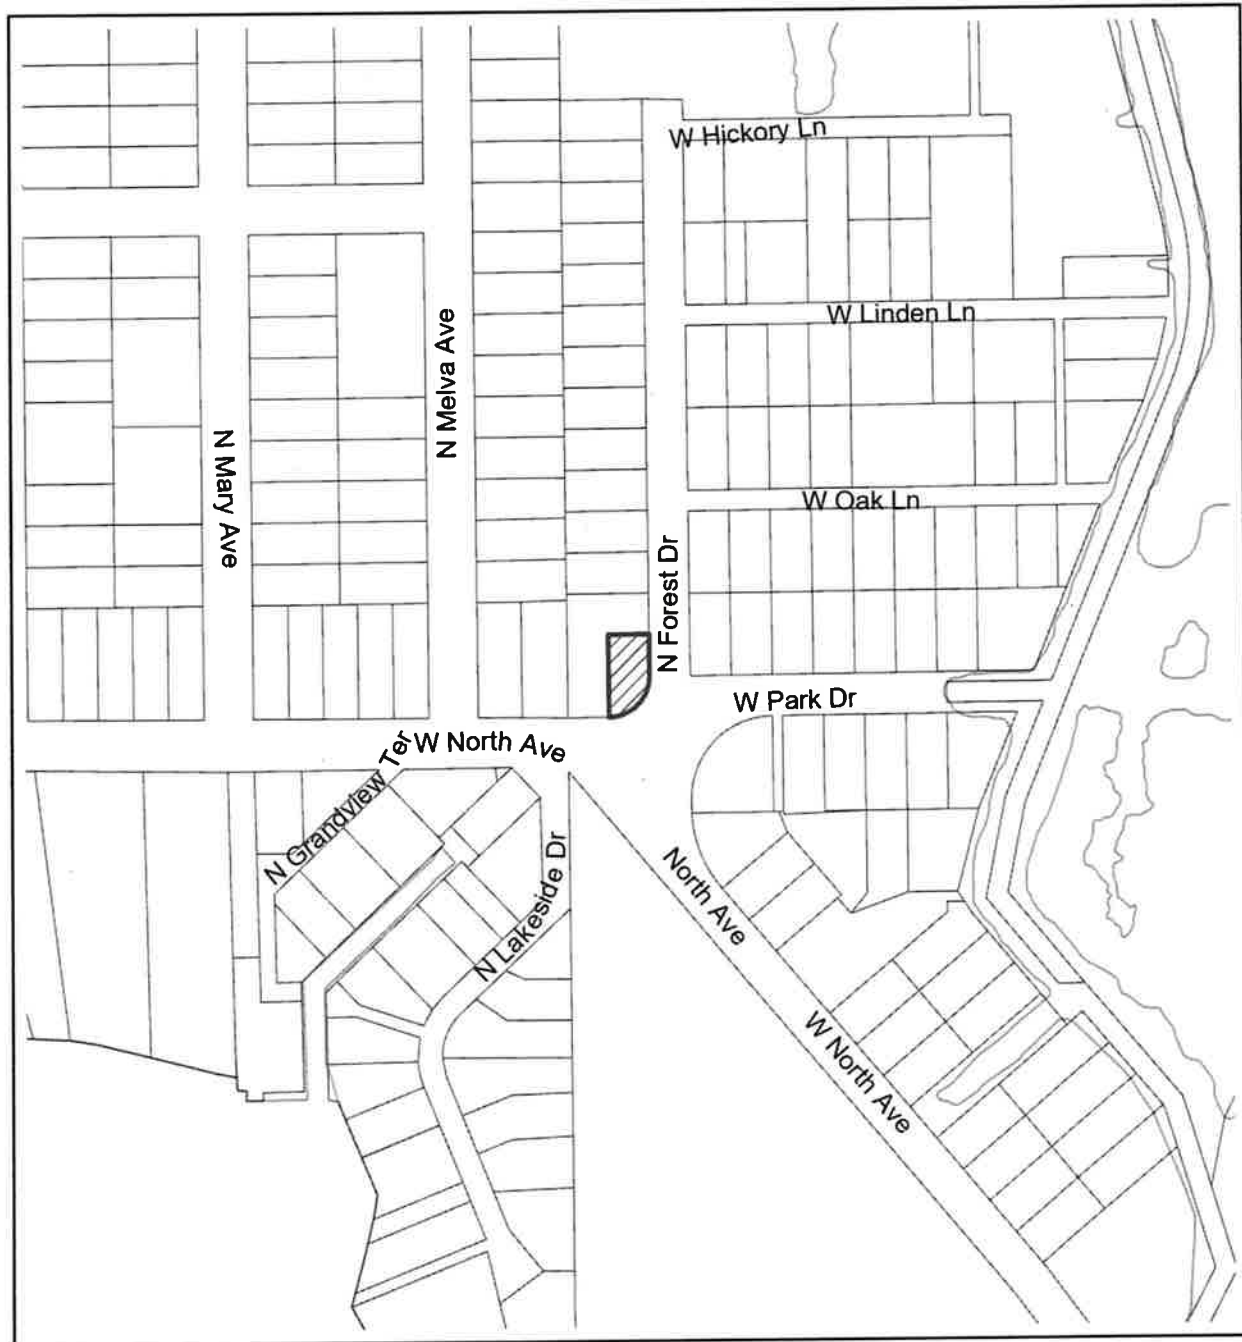 W Hickory Ln
W Linden Ln
N Melva Ave
N Mary Ave
W Oak Ln
N Forest Dr
W Park Dr
W North Ave
N Grandview Ter
N Lakeside Dr
North Ave
W North Ave